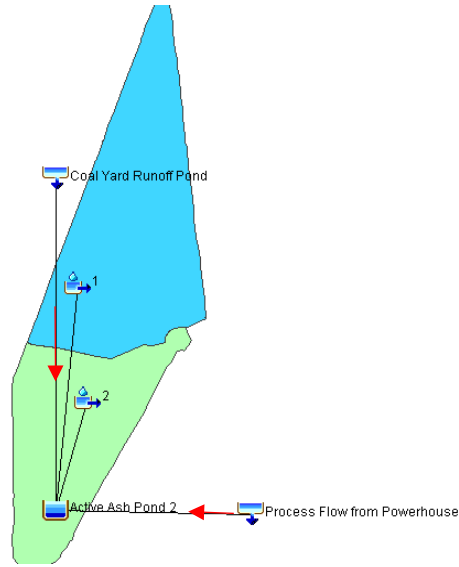 Coal Yard Runoff Pond
1
2
Active Ash Pond 2
Process Flow from Powerhouse